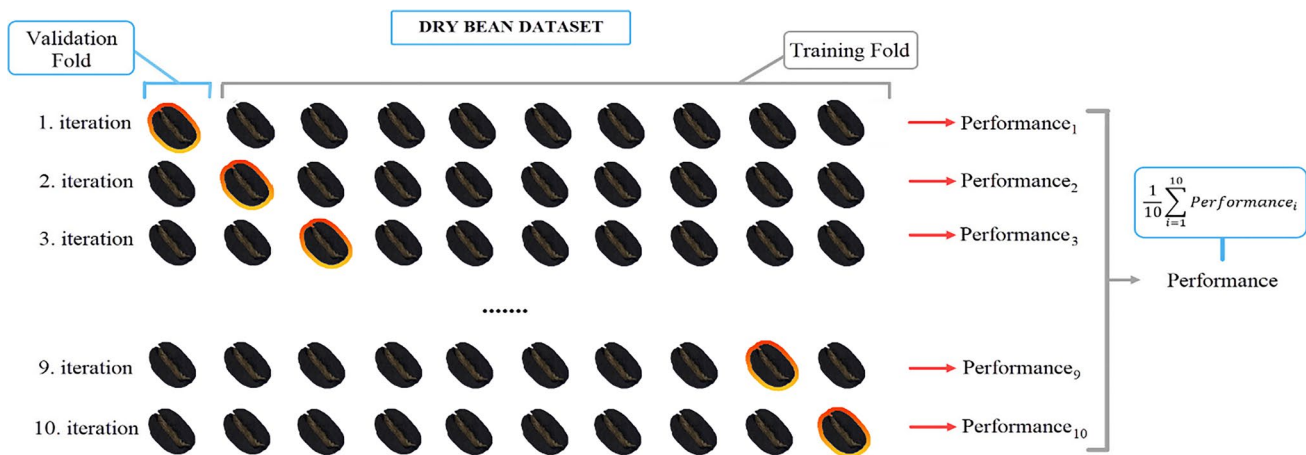 DRY BEAN DATASET
Validation
Fold
Training Fold
1. iteration
Performance₁
2. iteration
Performance₂
3. iteration
Performance₃
.......
9. iteration
Performance₉
10. iteration
Performance₁₀
1/10 ∑_{i=1}^{10} Performanceᵢ
Performance